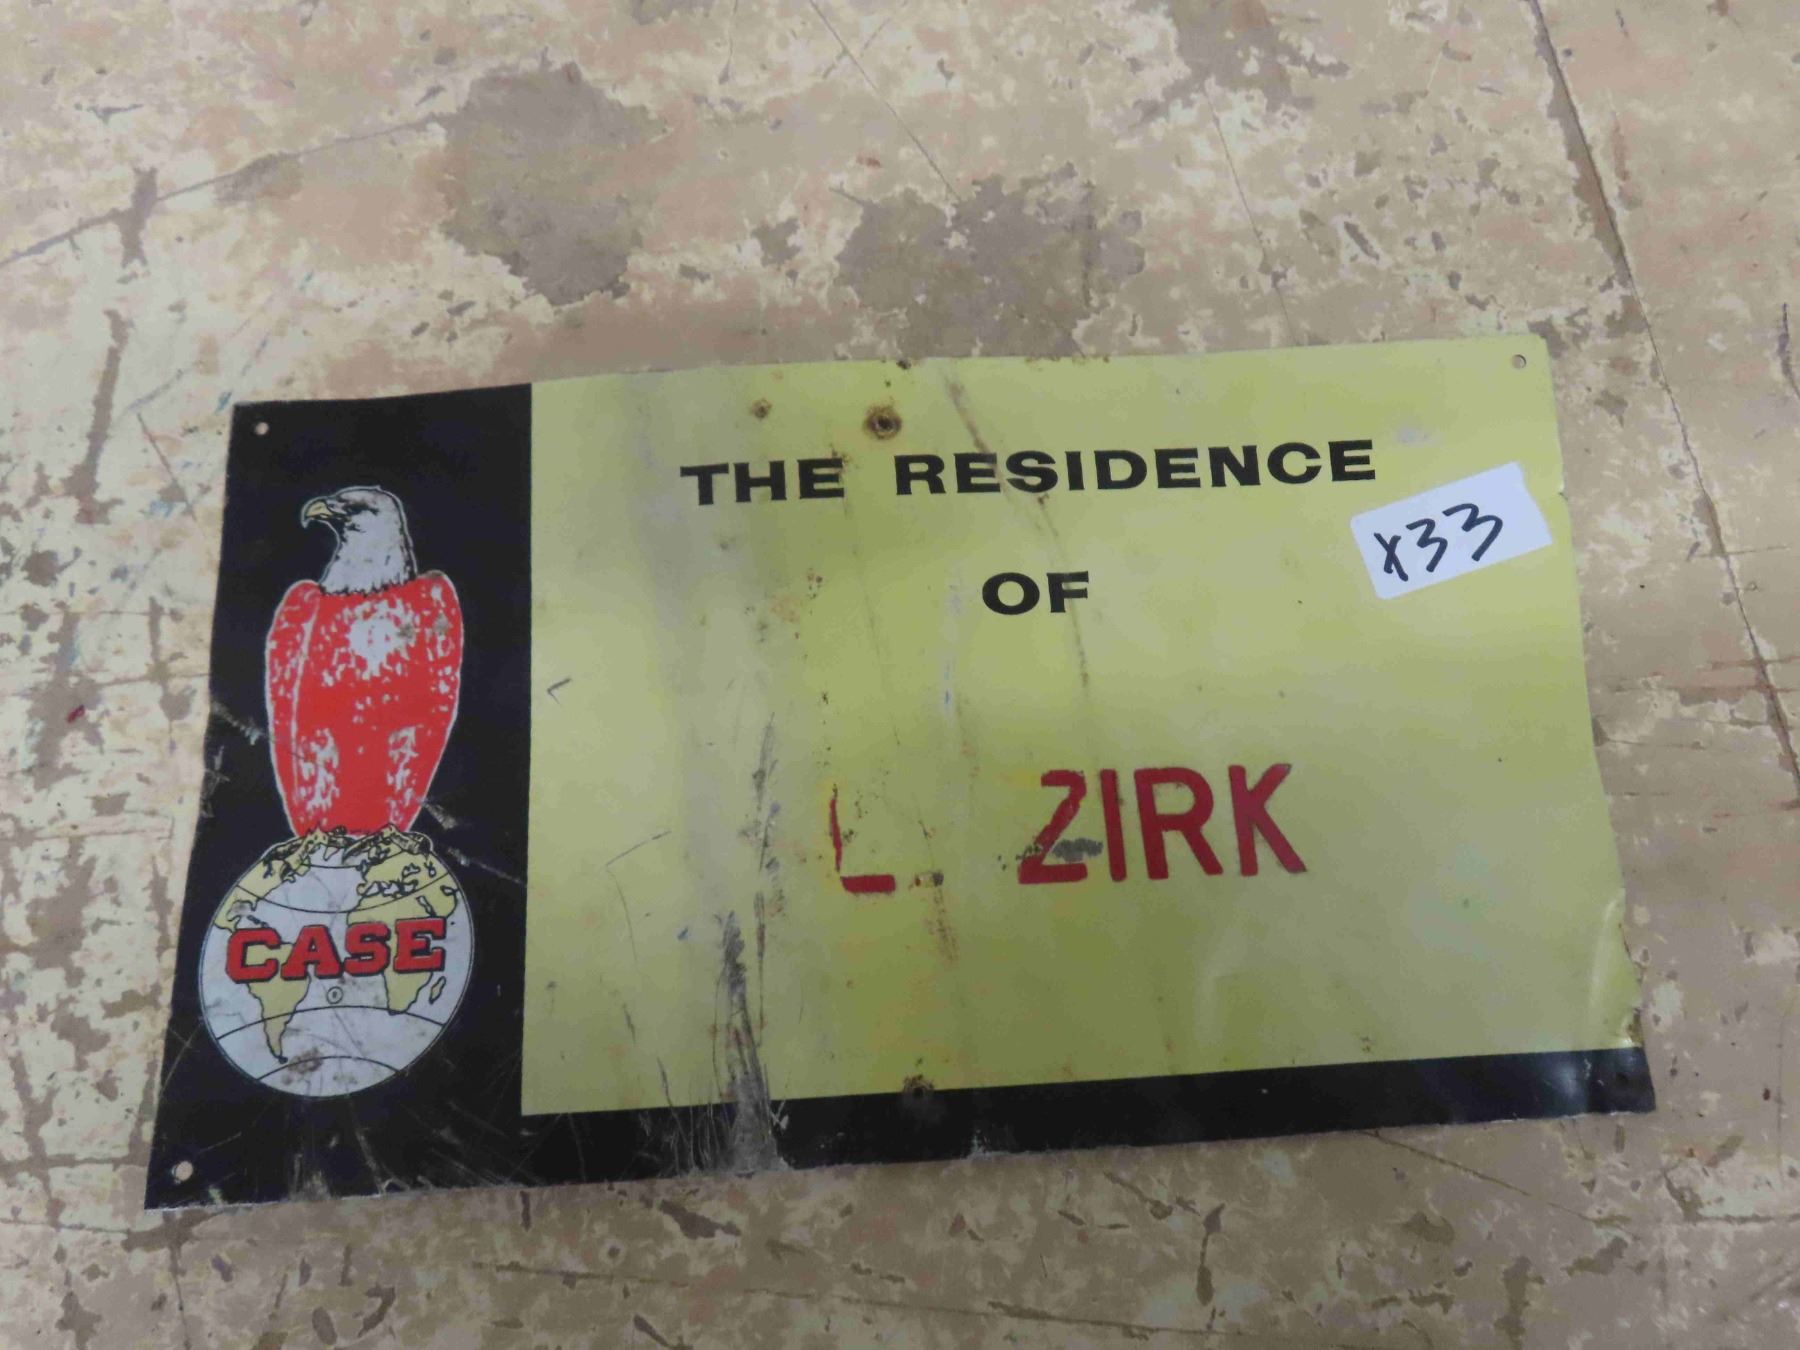 THE RESIDENCE
X33
OF
L. ZIRK
CASE